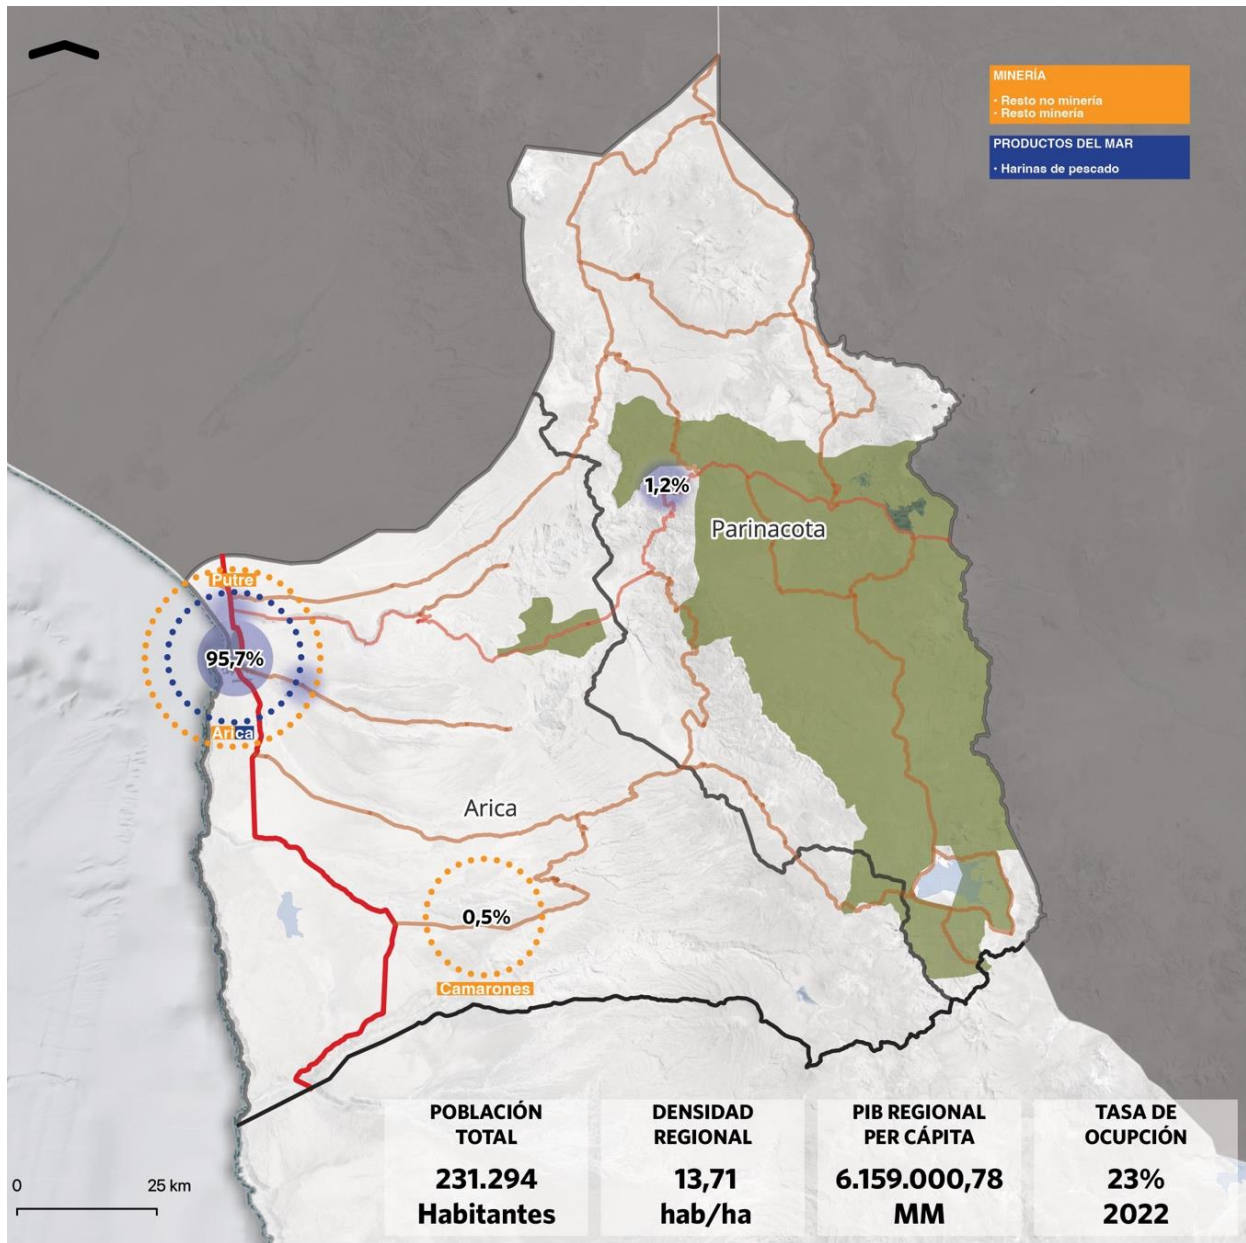 MINERÍA
· Resto no minería
· Resto minería
PRODUCTOS DEL MAR
· Harinas de pescado
1,2%
Parinacota
Putre
95,7%
Arica
Arica
0,5%
Camarones
POBLACIÓN
TOTAL
231.294
Habitantes
DENSIDAD
REGIONAL
13,71
hab/ha
PIB REGIONAL
PER CÁPITA
6.159.000,78
MM
TASA DE
OCUPCIÓN
23%
2022
0 25 km